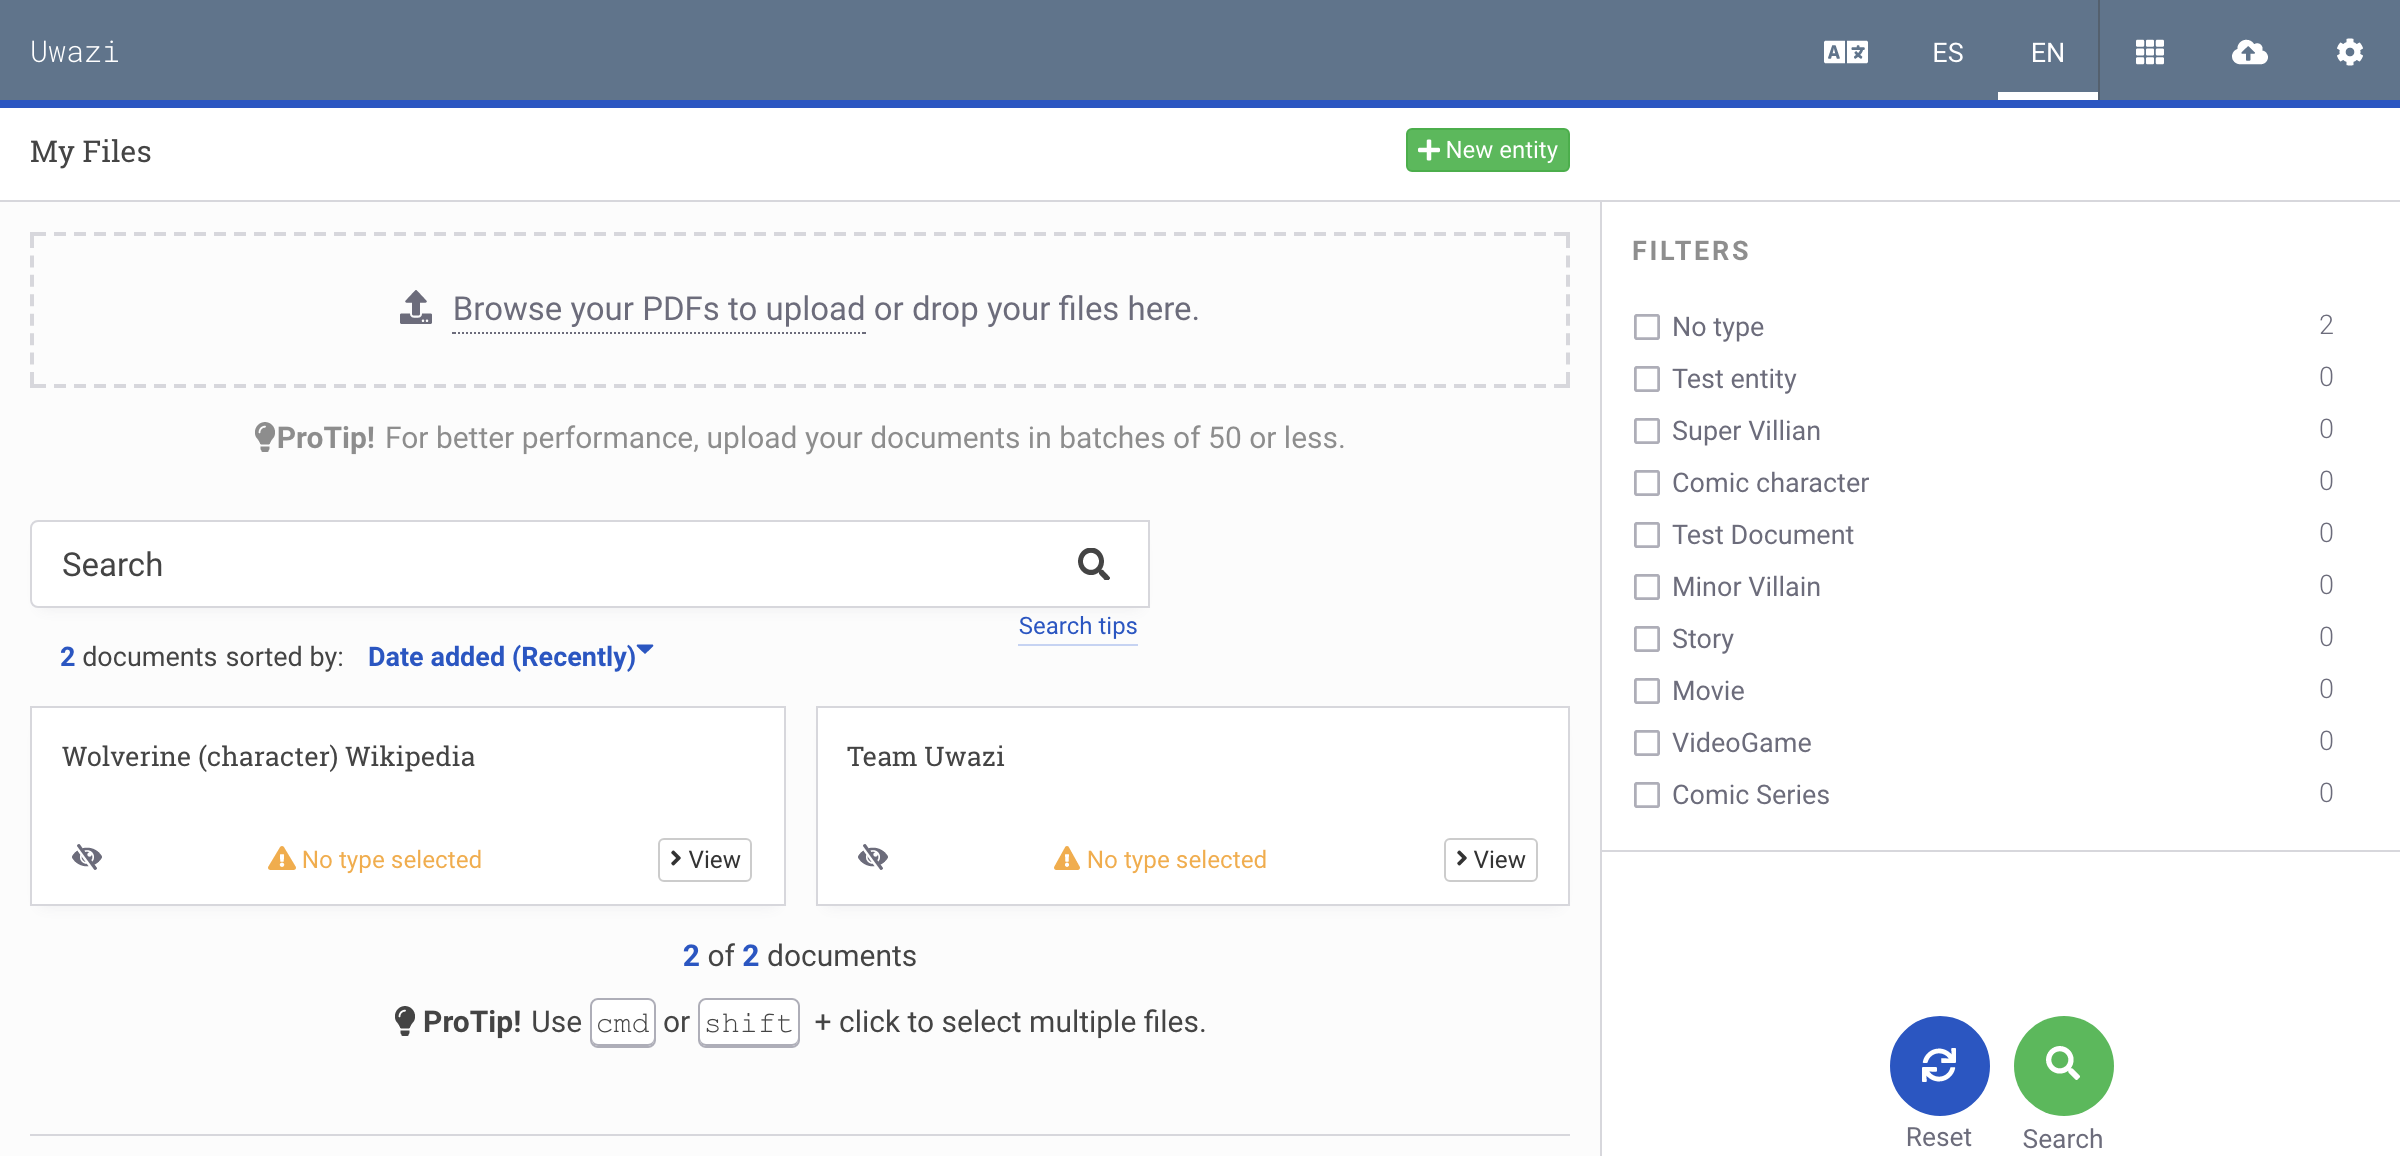 Uwazi
A文
ES
EN
My Files
New entity
Browse your PDFs to upload or drop your files here.
ProTip! For better performance, upload your documents in batches of 50 or less.
Search
Search tips
2 documents sorted by: Date added (Recently)
Wolverine (character) Wikipedia
No type selected
View
Team Uwazi
No type selected
View
2 of 2 documents
ProTip! Use cmd or shift + click to select multiple files.
FILTERS
No type 2
Test entity 0
Super Villian 0
Comic character 0
Test Document 0
Minor Villain 0
Story 0
Movie 0
VideoGame 0
Comic Series 0
Reset
Search